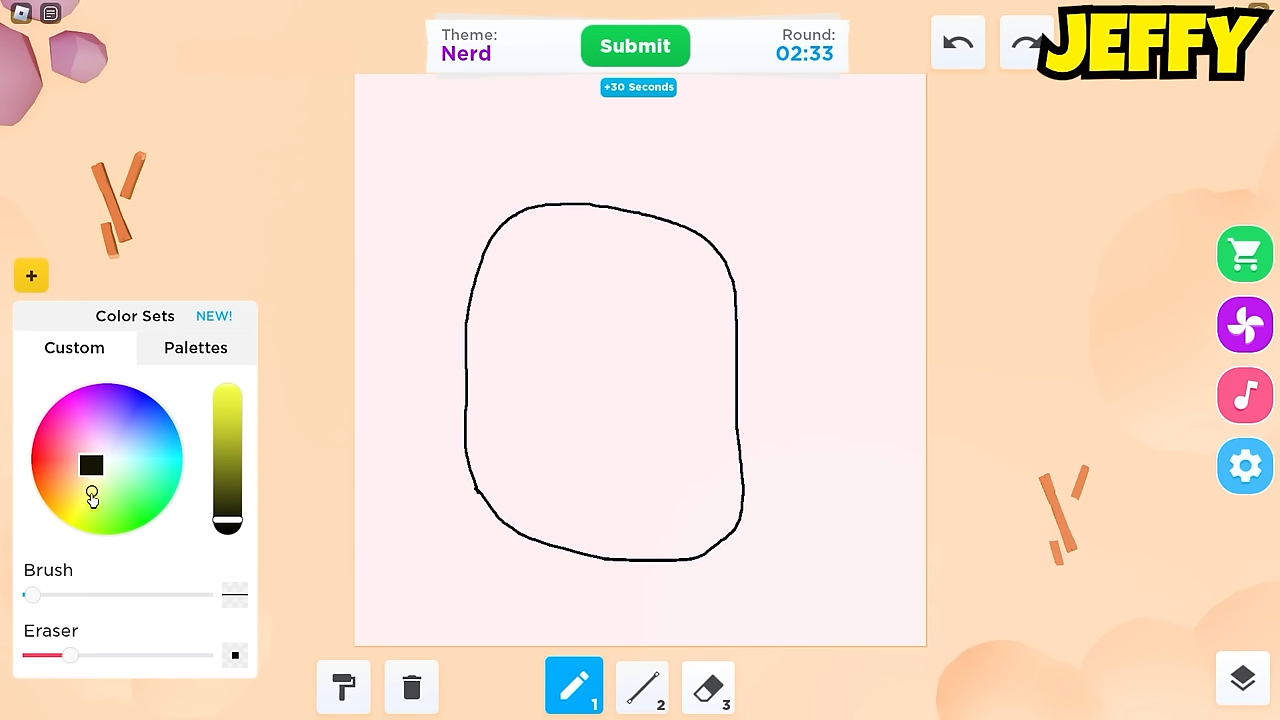 Theme:
Nerd
Submit
Round:
02:33
JEFFY
+30 Seconds
+
Color Sets NEW!
Custom Palettes
Brush
Eraser
1
2
3